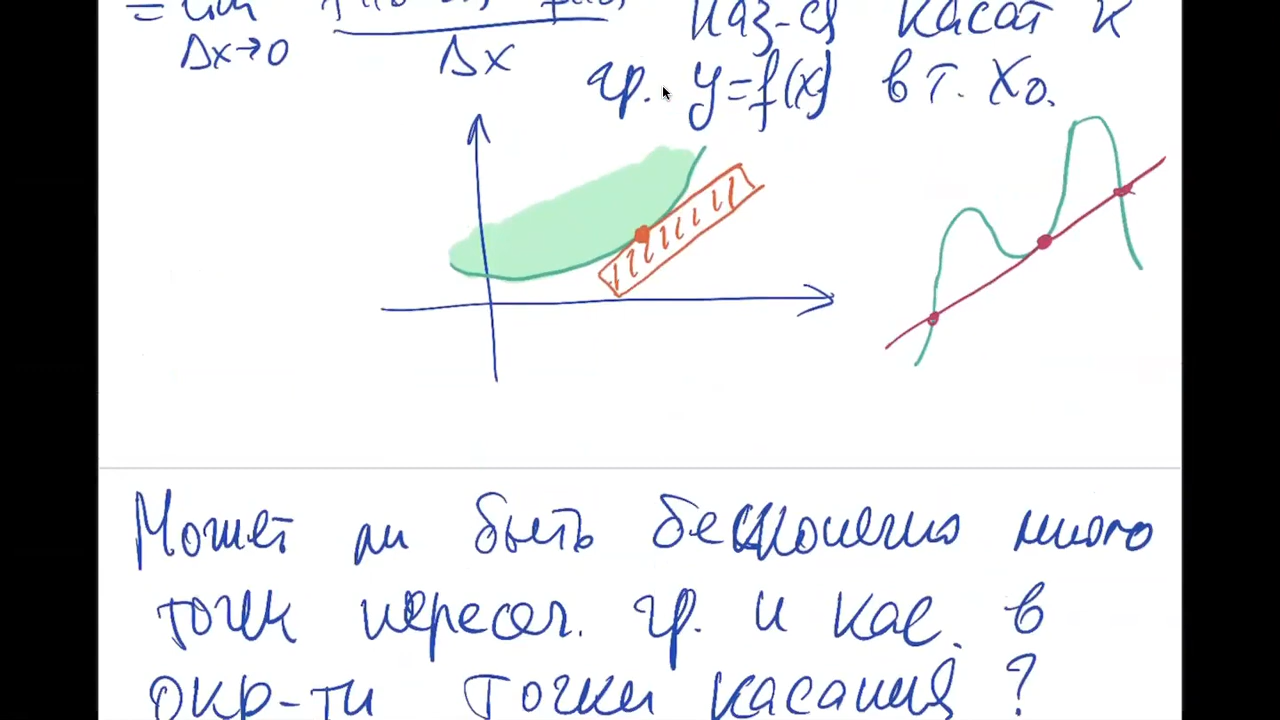 = lim наз-ся касат к
Δx→0 Δx гр. y=f(x) в т. x₀.
Может ли быть бесконечно много
точек пересеч. гр. и кас. в
окр-ти точки касания ?